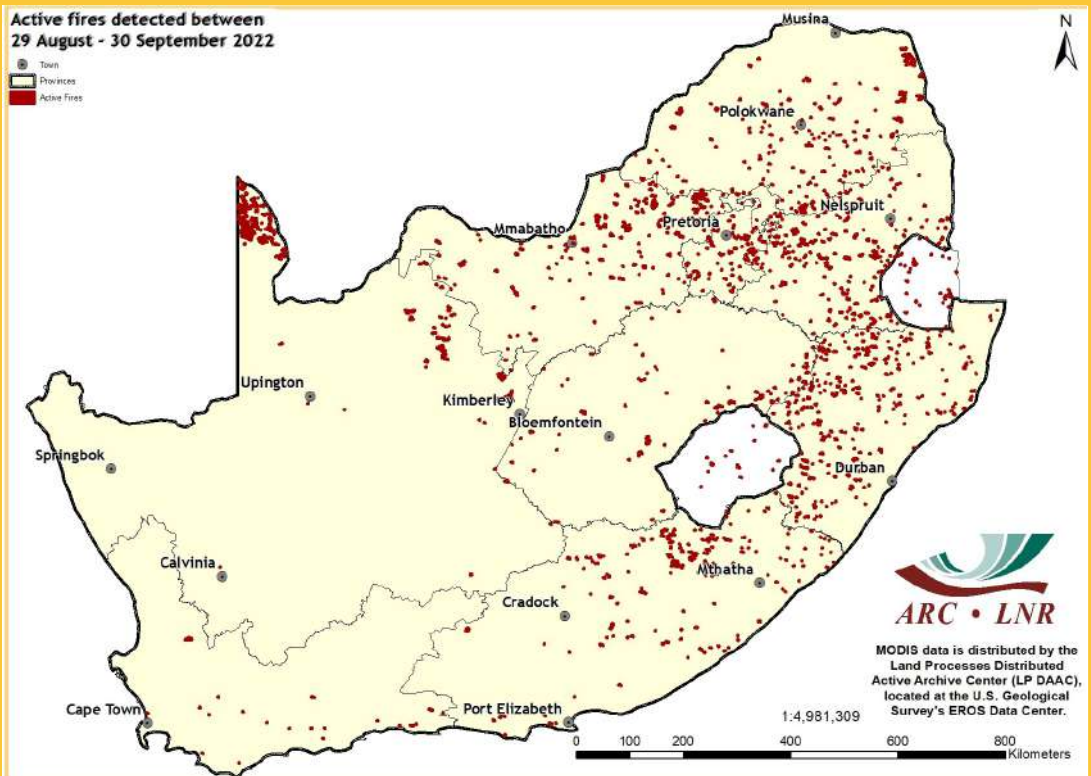 Active fires detected between
29 August - 30 September 2022
Town
Provinces
Active Fires
N
Musina
Polokwane
Nelspruit
Pretoria
Mmabatho
Upington
Kimberley
Bloemfontein
Springbok
Durban
Calvinia
Mthatha
Cradock
Cape Town
Port Elizabeth
ARC • LNR
MODIS data is distributed by the
Land Processes Distributed
Active Archive Center (LP DAAC),
located at the U.S. Geological
Survey's EROS Data Center.
1:4,981,309
0 100 200 400 600 800
Kilometers